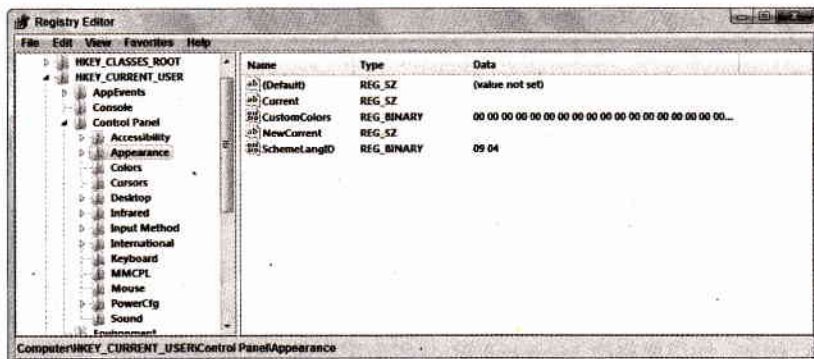 Registry Editor
File Edit View Favorites Help
HKEY_CLASSES_ROOT
HKEY_CURRENT_USER
AppEvents
Console
Control Panel
Accessibility
Appearance
Colors
Cursors
Desktop
Infrared
Input Method
International
Keyboard
MMCPL
Mouse
PowerCfg
Sound
Environment
Name Type Data
(Default) REG_SZ (value not set)
Current REG_SZ
CustomColors REG_BINARY 00 00 00 00 00 00 00 00 00 00 00 00 00 00 00 00 00 00...
NewCurrent REG_SZ
SchemeLangID REG_BINARY 09 04
Computer\HKEY_CURRENT_USER\Control Panel\Appearance